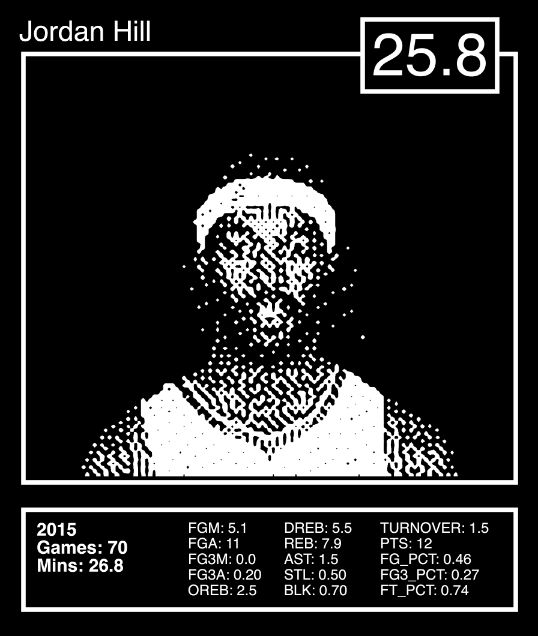 Jordan Hill
25.8
2015
Games: 70
Mins: 26.8
FGM: 5.1
FGA: 11
FG3M: 0.0
FG3A: 0.20
OREB: 2.5
DREB: 5.5
REB: 7.9
AST: 1.5
STL: 0.50
BLK: 0.70
TURNOVER: 1.5
PTS: 12
FG_PCT: 0.46
FG3_PCT: 0.27
FT_PCT: 0.74